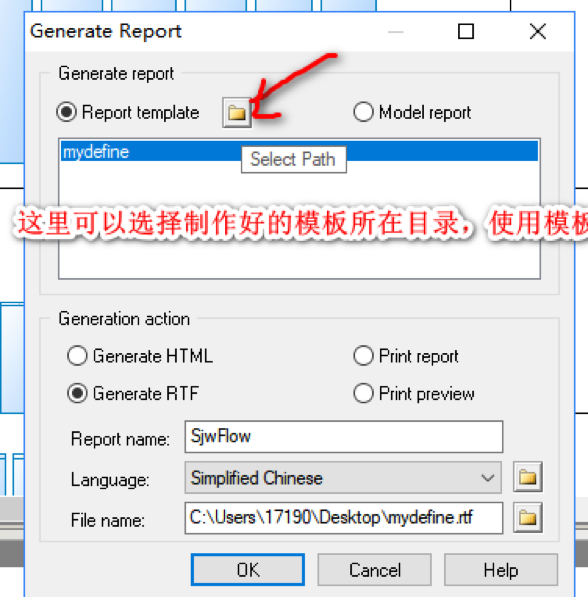 Generate Report
Generate report
Report template
Model report
mydefine
Select Path
这里可以选择制作好的模板所在目录，使用模板
Generation action
Generate HTML
Print report
Generate RTF
Print preview
Report name:
SjwFlow
Language:
Simplified Chinese
File name:
C:\Users\17190\Desktop\mydefine.rtf
OK
Cancel
Help